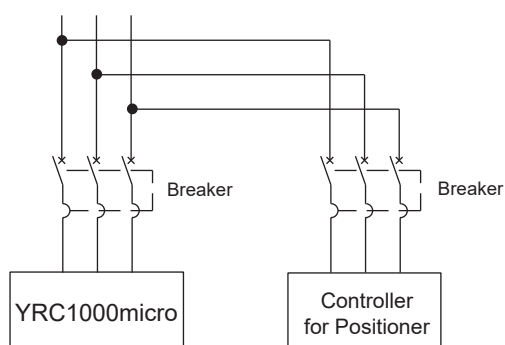 Breaker
Breaker
YRC1000micro
Controller
for Positioner